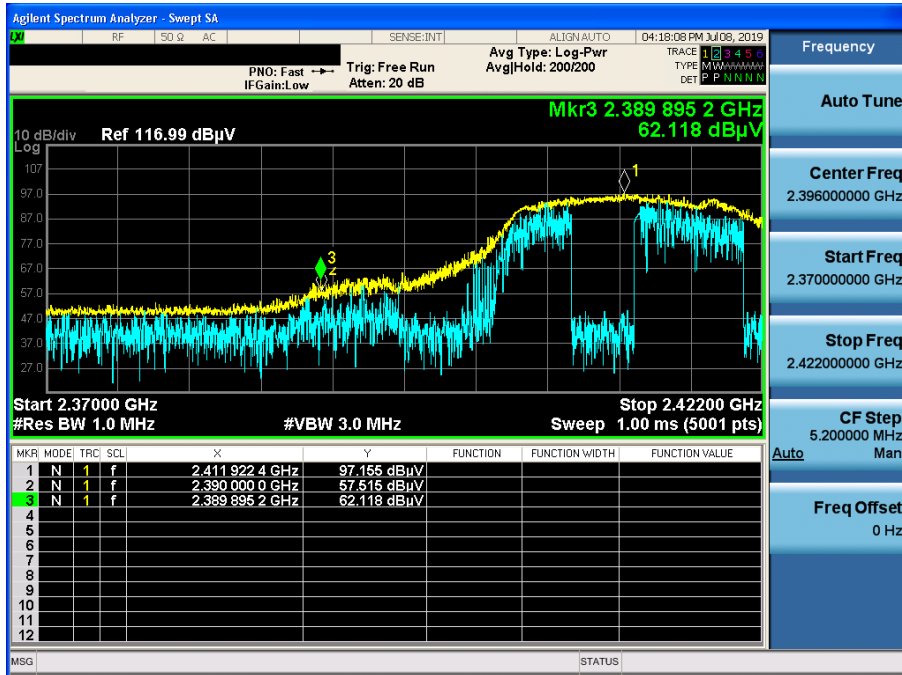 Agilent Spectrum Analyzer - Swept SA
LXI RF 50 Ω AC SENSE:INT ALIGN AUTO 04:18:08 PM Jul 08, 2019
PNO: Fast IFGain:Low
Trig: Free Run
Atten: 20 dB
Avg Type: Log-Pwr
Avg|Hold: 200/200
TRACE 1 2 3 4 5 6
TYPE M W
DET P P N N N N
Mkr3 2.389 895 2 GHz
62.118 dBµV
10 dB/div Ref 116.99 dBµV
Log
107
97.0
87.0
77.0
67.0
57.0
47.0
37.0
27.0
1
3
2
Start 2.37000 GHz Stop 2.42200 GHz
#Res BW 1.0 MHz #VBW 3.0 MHz Sweep 1.00 ms (5001 pts)
MKR MODE TRC SCL X Y FUNCTION FUNCTION WIDTH FUNCTION VALUE
1 N 1 f 2.411 922 4 GHz 97.155 dBµV
2 N 1 f 2.390 000 0 GHz 57.515 dBµV
3 N 1 f 2.389 895 2 GHz 62.118 dBµV
4
5
6
7
8
9
10
11
12
MSG STATUS
Frequency
Auto Tune
Center Freq
2.396000000 GHz
Start Freq
2.370000000 GHz
Stop Freq
2.422000000 GHz
CF Step
5.200000 MHz
Auto Man
Freq Offset
0 Hz